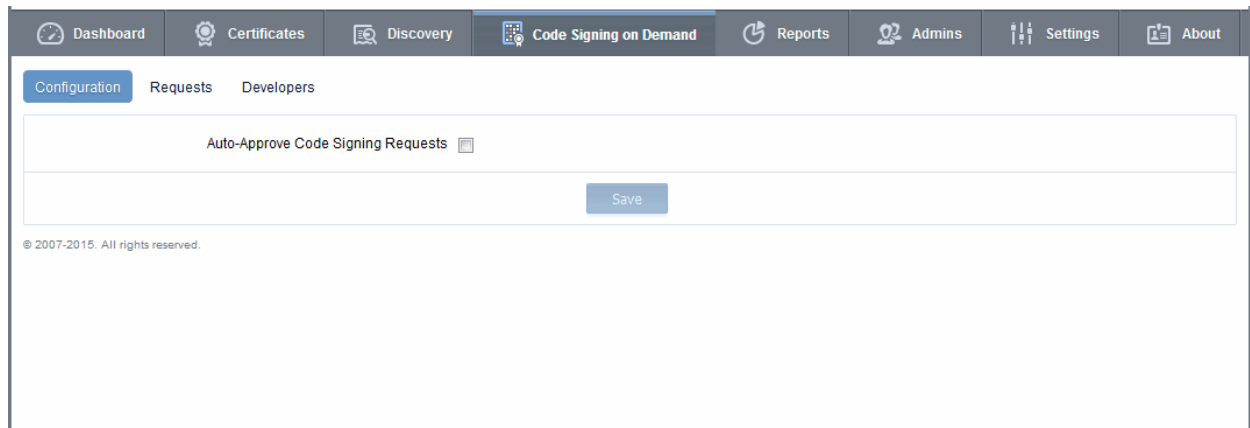 Dashboard Certificates Discovery Code Signing on Demand Reports Admins Settings About
Configuration Requests Developers
Auto-Approve Code Signing Requests
Save
© 2007-2015. All rights reserved.